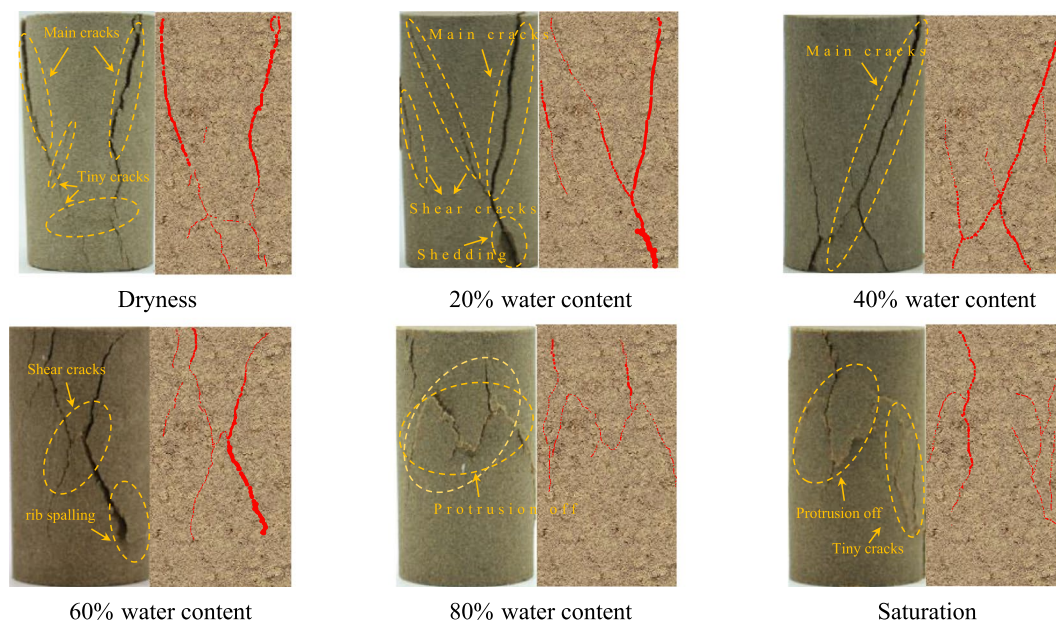 Main cracks
Tiny cracks
Dryness
Main cracks
Shear cracks
Shedding
20% water content
Main cracks
40% water content
Shear cracks
rib spalling
60% water content
Protrusion off
80% water content
Protrusion off
Tiny cracks
Saturation